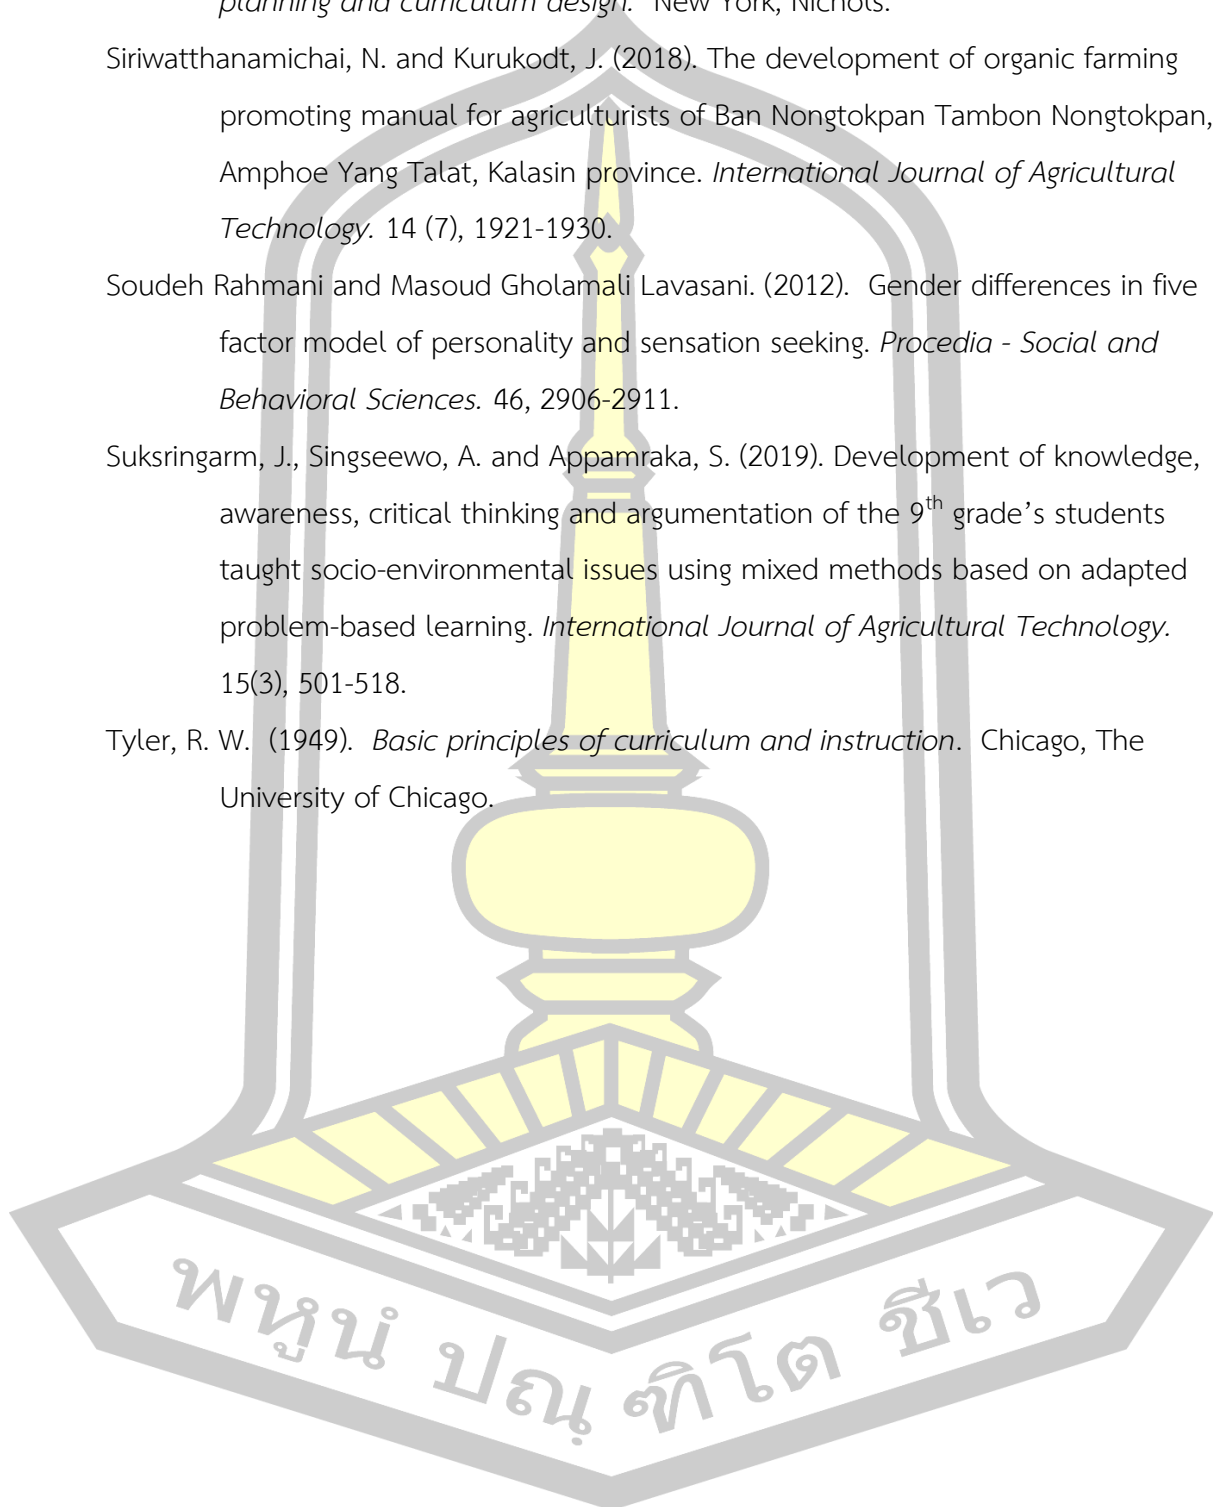 planning and curriculum design. New York, Nichols.
Siriwatthanamichai, N. and Kurukodt, J. (2018). The development of organic farming
promoting manual for agriculturists of Ban Nongtokpan Tambon Nongtokpan,
Amphoe Yang Talat, Kalasin province. International Journal of Agricultural
Technology. 14 (7), 1921-1930.
Soudeh Rahmani and Masoud Gholamali Lavasani. (2012). Gender differences in five
factor model of personality and sensation seeking. Procedia - Social and
Behavioral Sciences. 46, 2906-2911.
Suksringarm, J., Singseewo, A. and Appamraka, S. (2019). Development of knowledge,
awareness, critical thinking and argumentation of the 9th grade’s students
taught socio-environmental issues using mixed methods based on adapted
problem-based learning. International Journal of Agricultural Technology.
15(3), 501-518.
Tyler, R. W. (1949). Basic principles of curriculum and instruction. Chicago, The
University of Chicago.
พหูนํ ปณฺฑิโต ชีเว